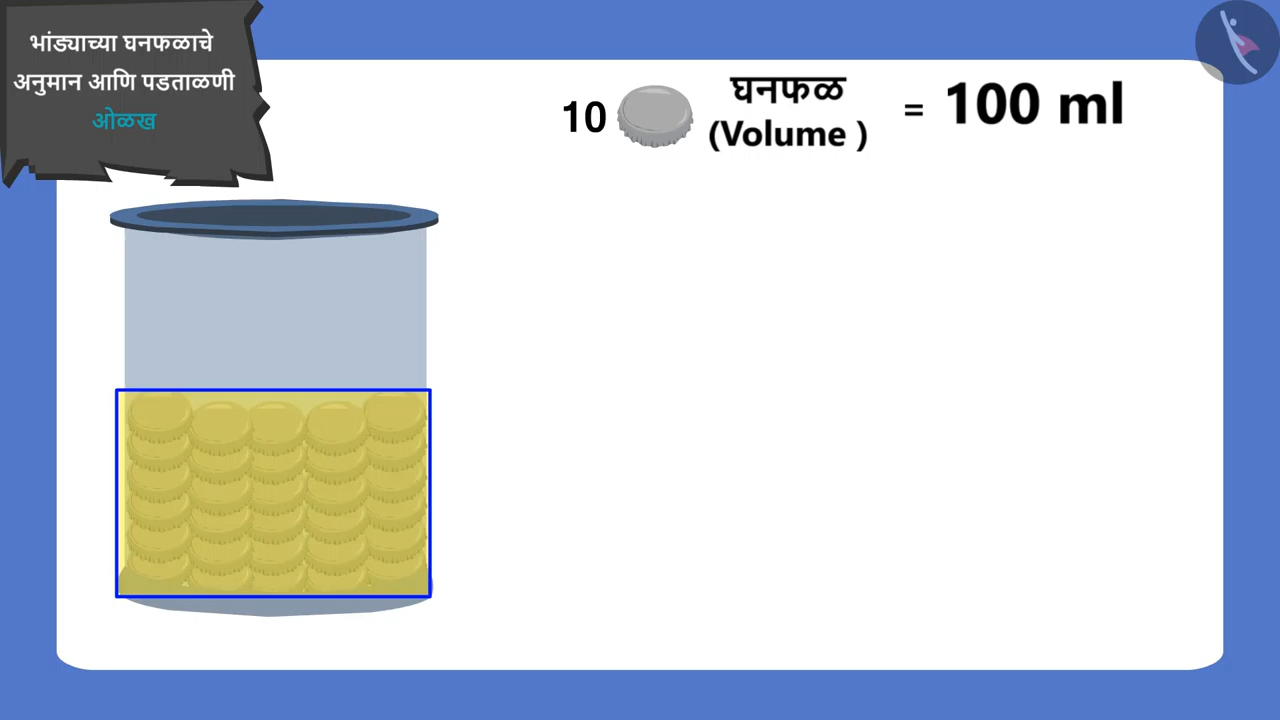 भांड्याच्या घनफळाचे
अनुमान आणि पडताळणी
ओळख
10 घनफळ (Volume ) = 100 ml